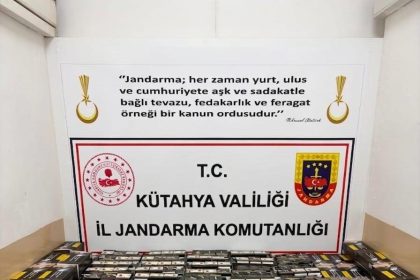 “Jandarma; her zaman yurt, ulus
ve cumhuriyete aşk ve sadakatle
bağlı tevazu, fedakarlık ve feragat
örneği bir kanun ordusudur.”
T.C.
KÜTAHYA VALİLİĞİ
İL JANDARMA KOMUTANLIĞI
JANDARMA